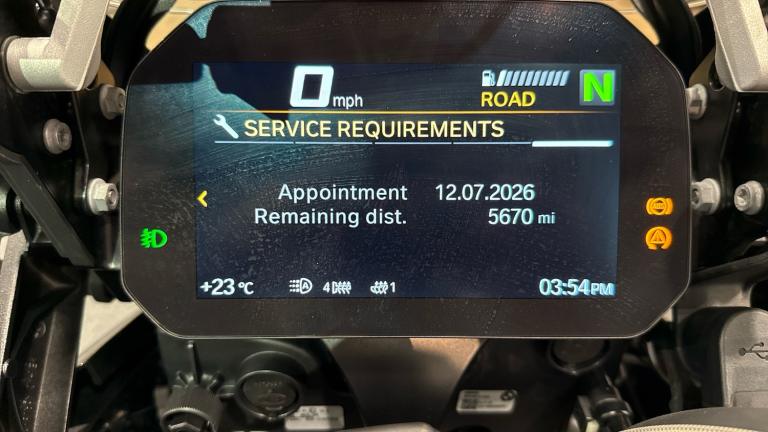 0 mph
ROAD
N
SERVICE REQUIREMENTS
Appointment 12.07.2026
Remaining dist. 5670 mi
+23 °C
A
4
1
03:54 PM
ABS